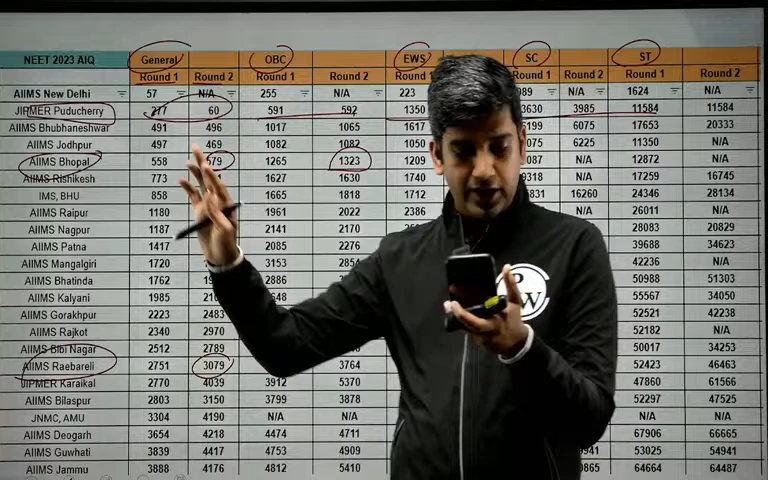 NEET 2023 AIQ General OBC EWS SC ST
Round 1 Round 2 Round 1 Round 2 Round 1 Round 1 Round 2 Round 1 Round 2
AIIMS New Delhi 57 N/A 255 N/A 223 N/A 1624 N/A
JIPMER Puducherry 277 60 591 592 1350 3630 3985 11584 11584
AIIMS Bhubhaneshwar 491 496 1017 1065 1617 6075 17653 20333
AIIMS Jodhpur 497 469 1082 1082 1050 6225 11350 N/A
AIIMS Bhopal 558 579 1265 1323 1209 N/A 12872 N/A
AIIMS Rishikesh 773 1627 1630 1740 N/A 17259 16745
IMS, BHU 858 1665 1818 1712 16260 24346 28134
AIIMS Raipur 1180 1961 2022 2386 N/A 26011 N/A
AIIMS Nagpur 1187 2141 2170 28083 20829
AIIMS Patna 1417 2085 2276 39688 34623
AIIMS Mangalgiri 1720 3153 42236 N/A
AIIMS Bhatinda 1762 2886 50988 51303
AIIMS Kalyani 1985 55567 34050
AIIMS Gorakhpur 2223 2483 52521 42238
AIIMS Rajkot 2340 2970 52182 N/A
AIIMS Bibi Nagar 2512 2789 50017 34253
AIIMS Raebareli 2751 3079 3764 52423 46463
JIPMER Karaikal 2770 4039 3912 5370 47860 61566
AIIMS Bilaspur 2803 3150 3799 3878 52297 47525
JNMC, AMU 3304 4190 N/A N/A N/A N/A
AIIMS Deogarh 3654 4218 4474 4711 67906 66665
AIIMS Guwhati 3839 4417 4753 4909 53025 54941
AIIMS Jammu 3888 4176 4812 5410 64664 64487
P
W